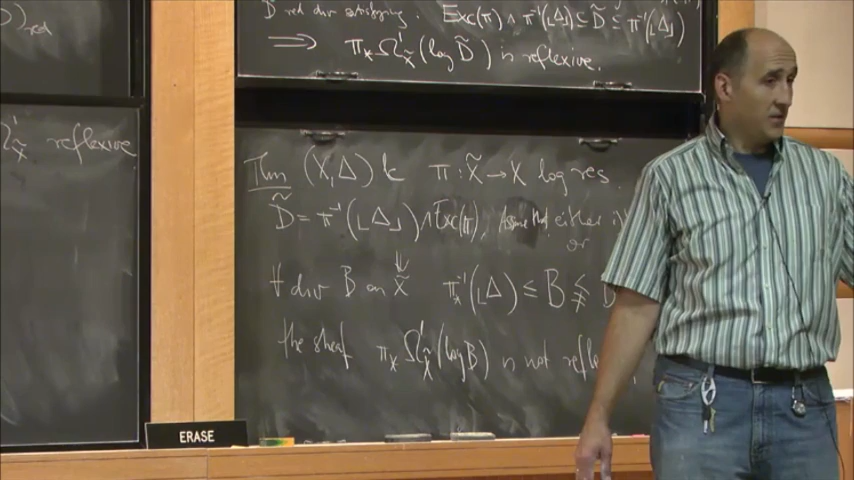 )) red
D̃ red div satisfying. Exc(π) ∧ π⁻¹(⌊Δ⌋) ≤ D̃ ≤ π⁻¹(⌊Δ⌋)
⟹ π_* Ω¹_X̃ (log D̃) is reflexive.
Ω¹_X̃ reflexive
Thm (X, Δ) lc π : X̃ → X log res.
D̃ = π⁻¹(⌊Δ⌋) ∧ Exc(π), Assume that either
or
∀ div B on X̃ π_*⁻¹(⌊Δ⌋) ≤ B ≨ D
the sheaf π_* Ω¹_X̃ (log B) is not refle
ERASE